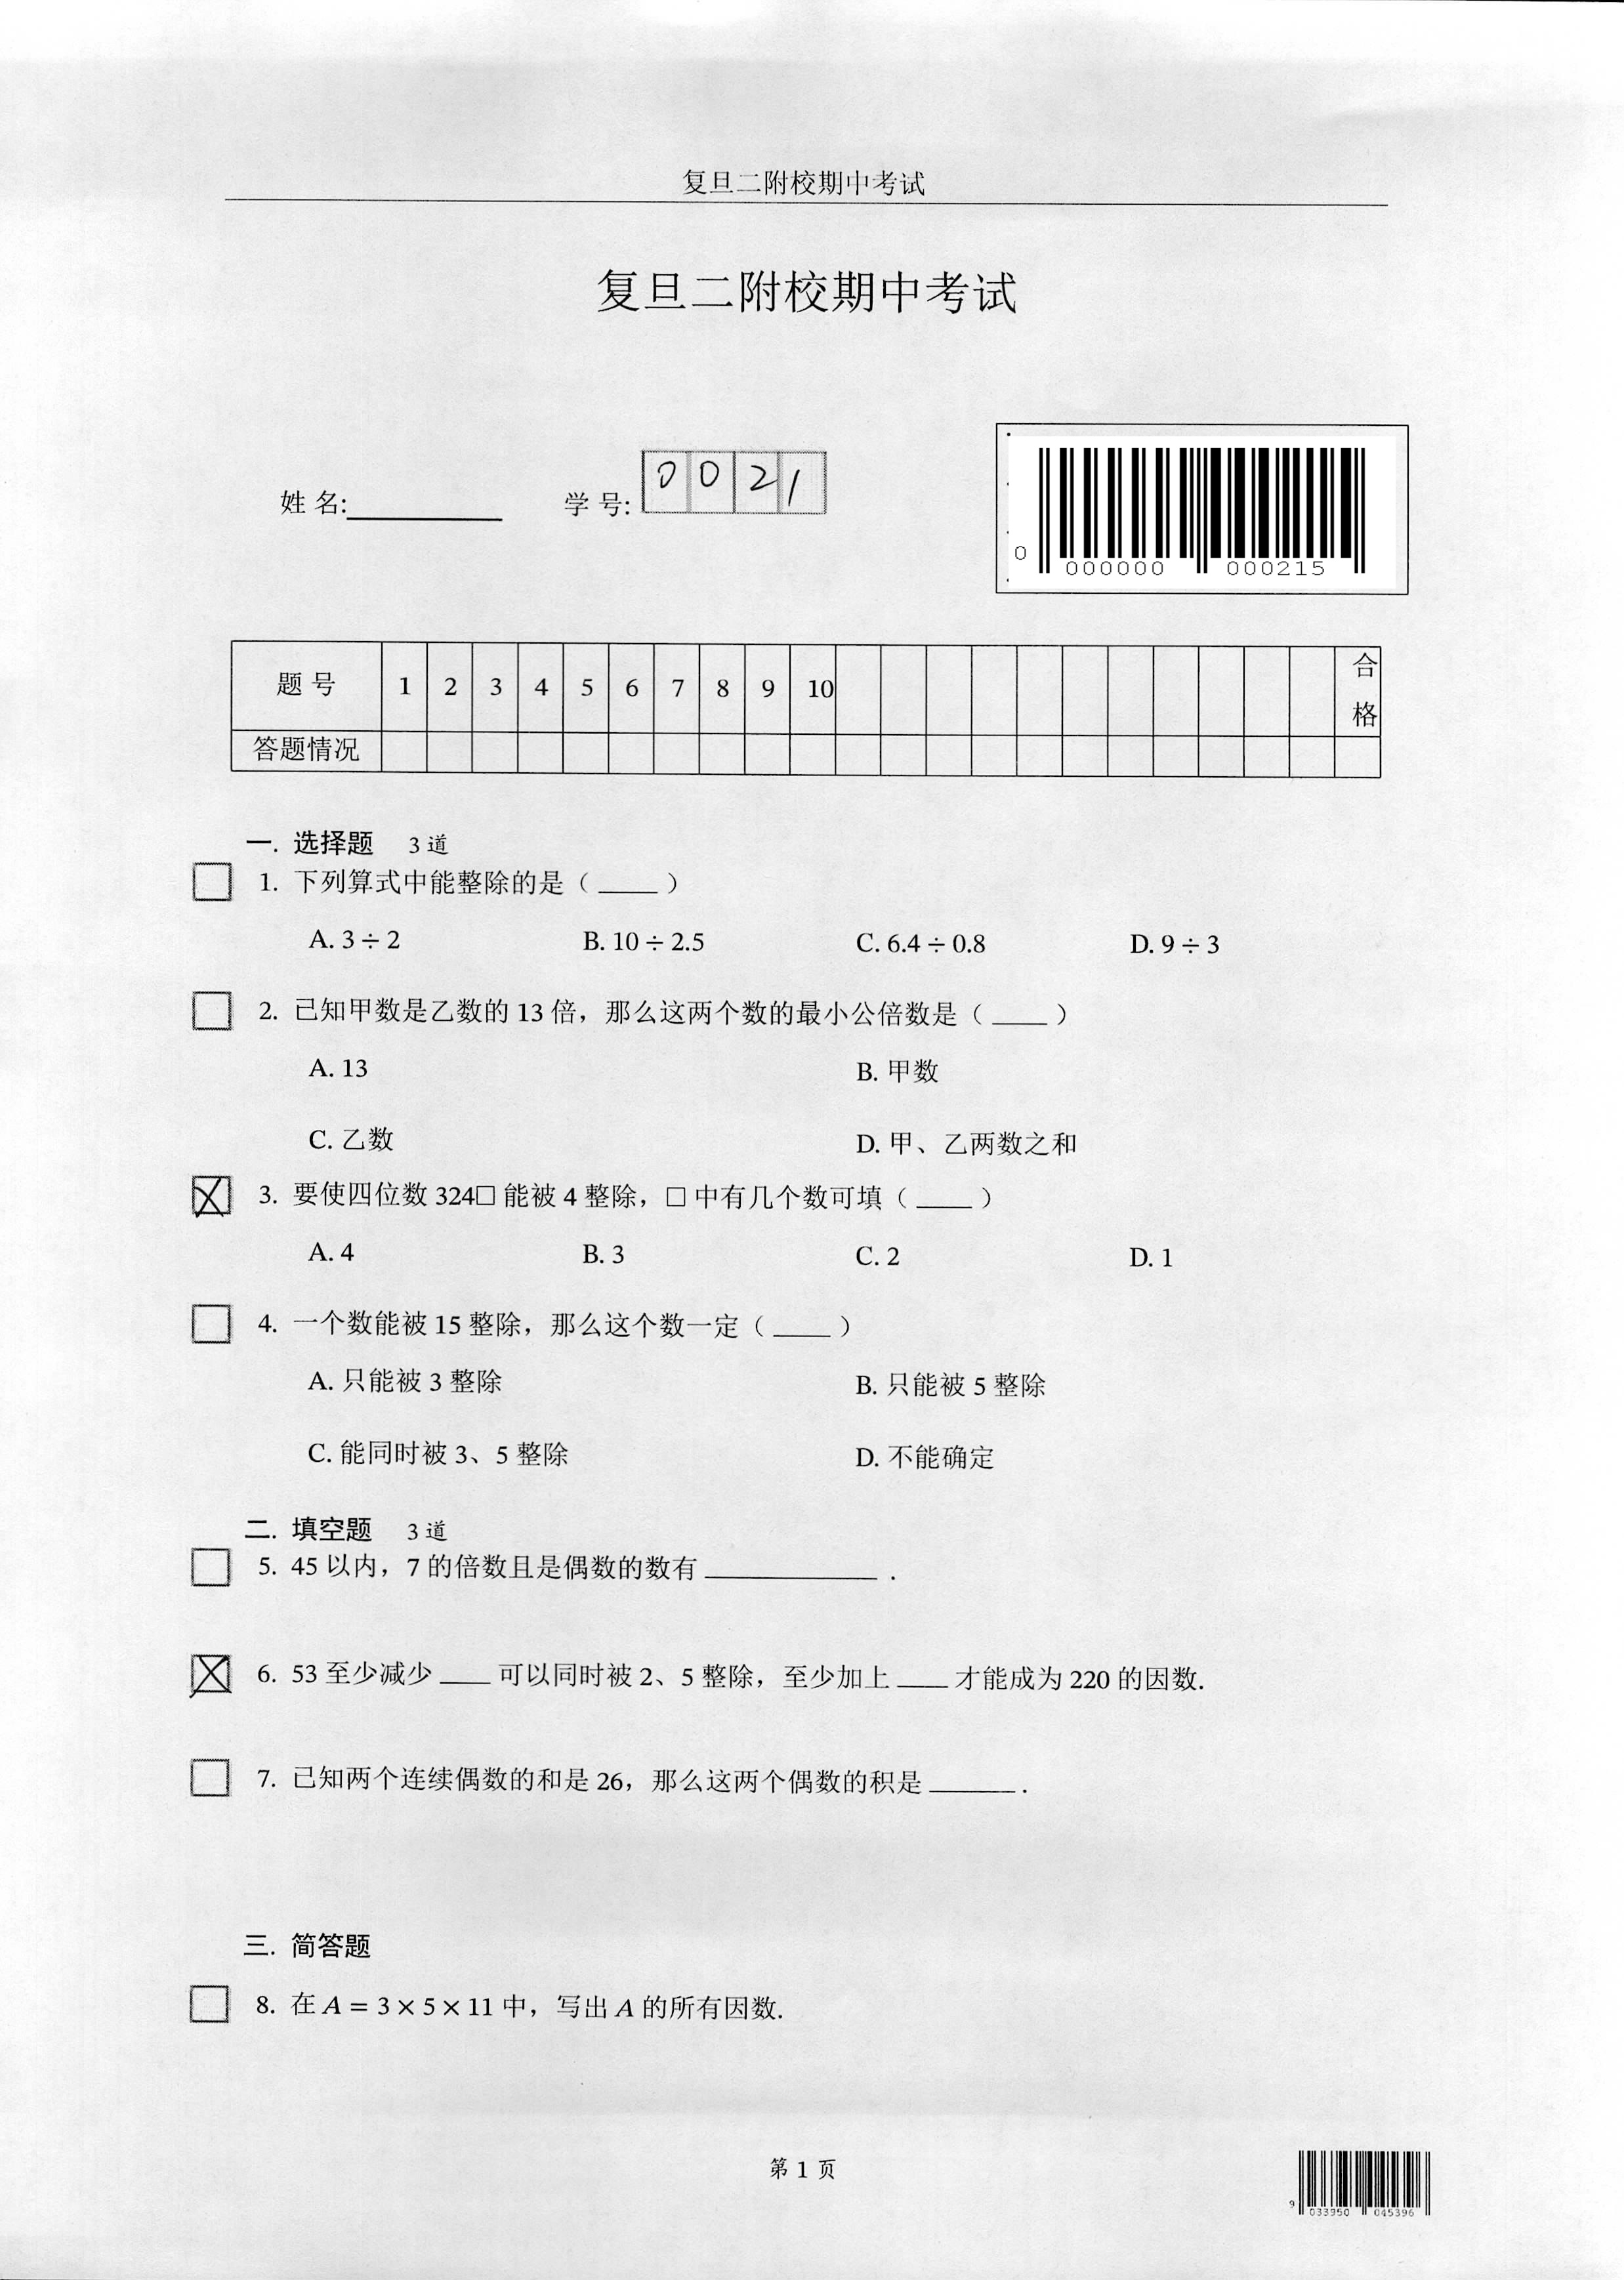 复旦二附校期中考试
复旦二附校期中考试
姓 名:__________ 学 号: 0 0 2 1
0 000000 000215
题 号 1 2 3 4 5 6 7 8 9 10 合格
答题情况
一. 选择题 3 道
1. 下列算式中能整除的是（ ____ ）
A. 3 ÷ 2 B. 10 ÷ 2.5 C. 6.4 ÷ 0.8 D. 9 ÷ 3
2. 已知甲数是乙数的 13 倍，那么这两个数的最小公倍数是（ ____ ）
A. 13 B. 甲数
C. 乙数 D. 甲、乙两数之和
3. 要使四位数 324□ 能被 4 整除，□ 中有几个数可填（ ____ ）
A. 4 B. 3 C. 2 D. 1
4. 一个数能被 15 整除，那么这个数一定（ ____ ）
A. 只能被 3 整除 B. 只能被 5 整除
C. 能同时被 3、5 整除 D. 不能确定
二. 填空题 3 道
5. 45 以内，7 的倍数且是偶数的数有 ____________ .
6. 53 至少减少 ____ 可以同时被 2、5 整除，至少加上 ____ 才能成为 220 的因数.
7. 已知两个连续偶数的和是 26，那么这两个偶数的积是 ______ .
三. 简答题
8. 在 A = 3 × 5 × 11 中，写出 A 的所有因数.
第 1 页
9 033950 045396